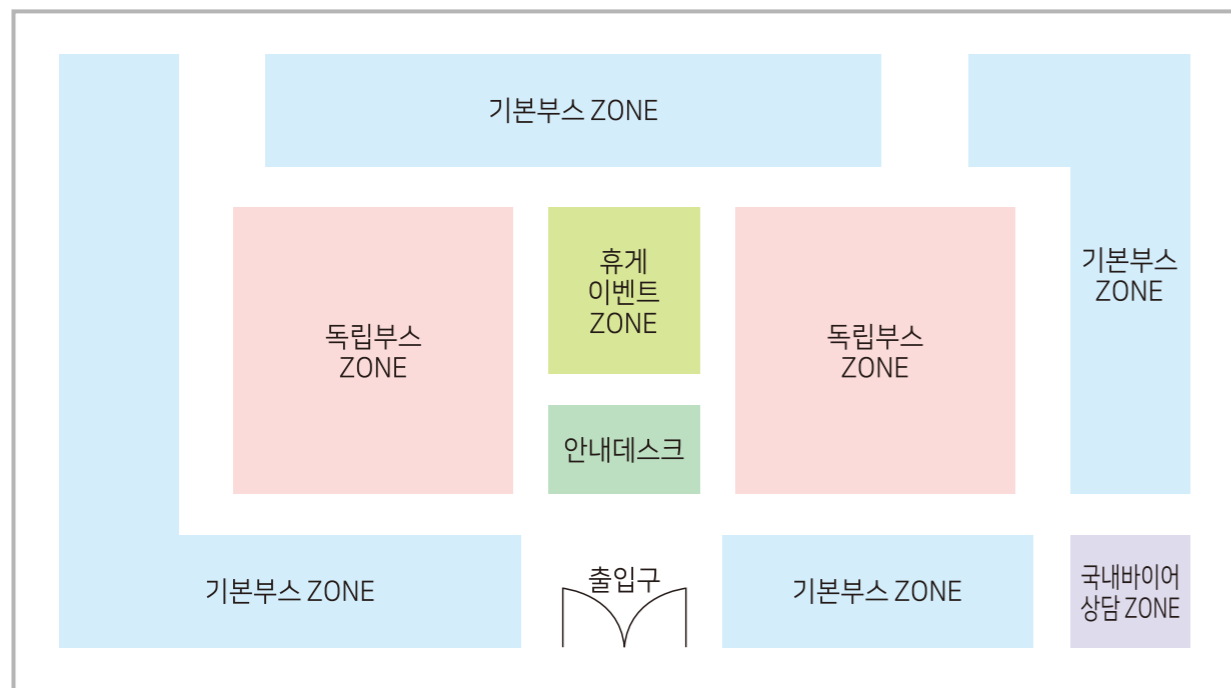 기본부스 ZONE
독립부스
ZONE
휴게
이벤트
ZONE
안내데스크
독립부스
ZONE
기본부스
ZONE
기본부스 ZONE
출입구
기본부스 ZONE
국내바이어
상담 ZONE